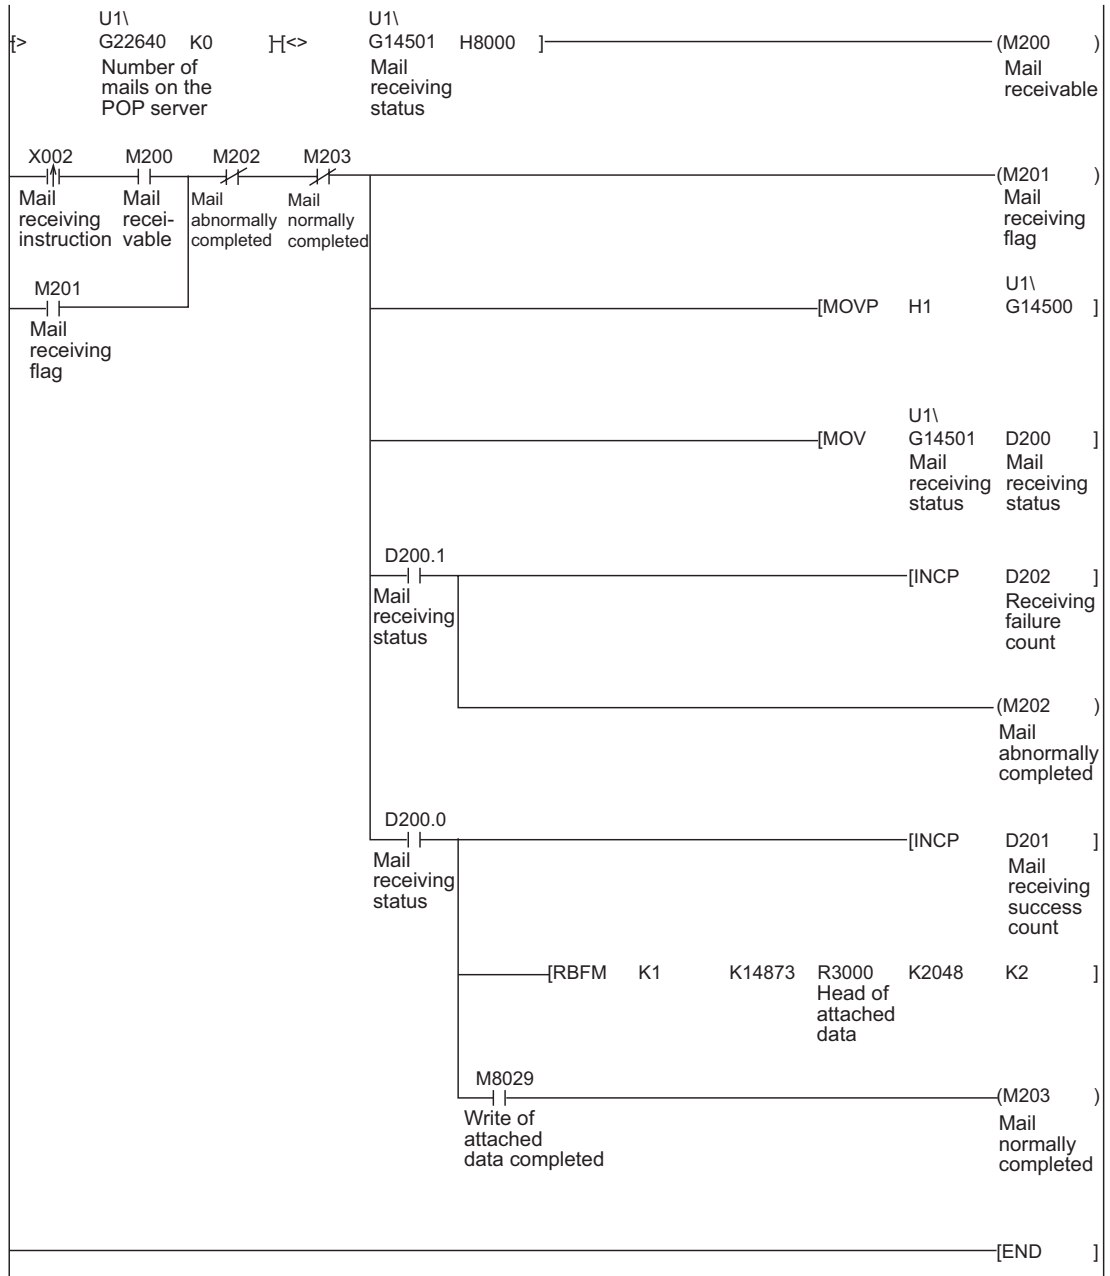 U1\ U1\
[> G22640 K0 ] [<> G14501 H8000 ] (M200 )
Number of mails on the POP server
Mail receiving status
Mail receivable
X002 M200 M202 M203
(M201 )
Mail receiving instruction
Mail recei- vable
Mail abnormally completed
Mail normally completed
Mail receiving flag
M201
Mail receiving flag
U1\
[MOVP H1 G14500 ]
U1\
[MOV G14501 D200 ]
Mail receiving status
Mail receiving status
D200.1
Mail receiving status
[INCP D202 ]
Receiving failure count
(M202 )
Mail abnormally completed
D200.0
Mail receiving status
[INCP D201 ]
Mail receiving success count
[RBFM K1 K14873 R3000 K2048 K2 ]
Head of attached data
M8029
Write of attached data completed
(M203 )
Mail normally completed
[END ]